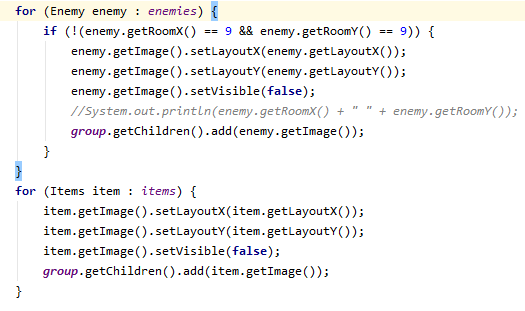 for (Enemy enemy : enemies) {
    if (!(enemy.getRoomX() == 9 && enemy.getRoomY() == 9)) {
        enemy.getImage().setLayoutX(enemy.getLayoutX());
        enemy.getImage().setLayoutY(enemy.getLayoutY());
        enemy.getImage().setVisible(false);
        //System.out.println(enemy.getRoomX() + " " + enemy.getRoomY());
        group.getChildren().add(enemy.getImage());
    }
}
for (Items item : items) {
    item.getImage().setLayoutX(item.getLayoutX());
    item.getImage().setLayoutY(item.getLayoutY());
    item.getImage().setVisible(false);
    group.getChildren().add(item.getImage());
}